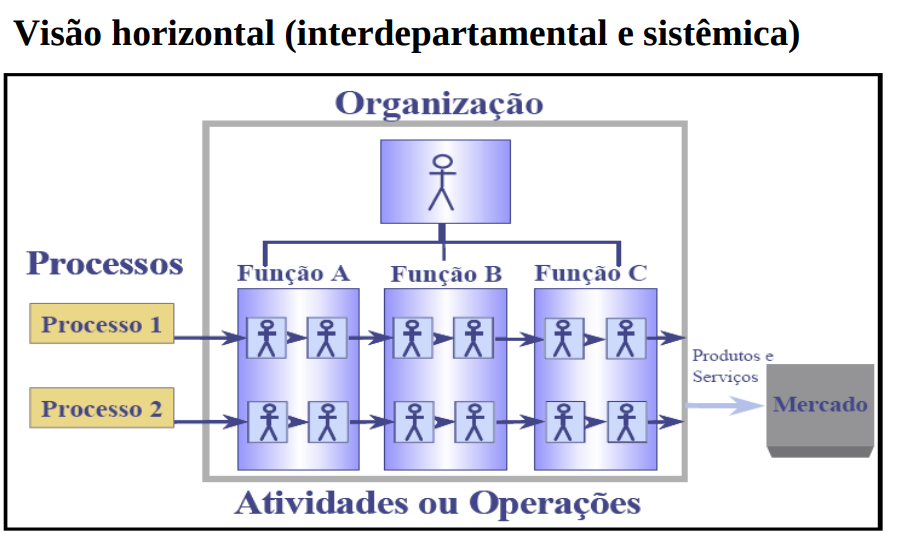 Visão horizontal (interdepartamental e sistêmica)
Organização
Processos
Função A
Função B
Função C
Processo 1
Processo 2
Produtos e
Serviços
Mercado
Atividades ou Operações